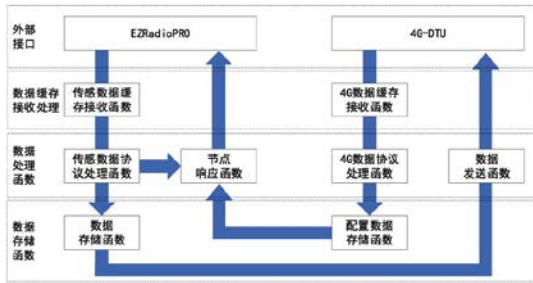 外部
接口
EZRadioPRO
4G-DTU
数据缓存
接收处理
传感数据缓
存接收函数
4G数据缓存
接收函数
数据
处理
函数
传感数据协
议处理函数
节点
响应函数
4G数据协议
处理函数
数据
发送函数
数据
存储
函数
数据
存储函数
配置数据
存储函数